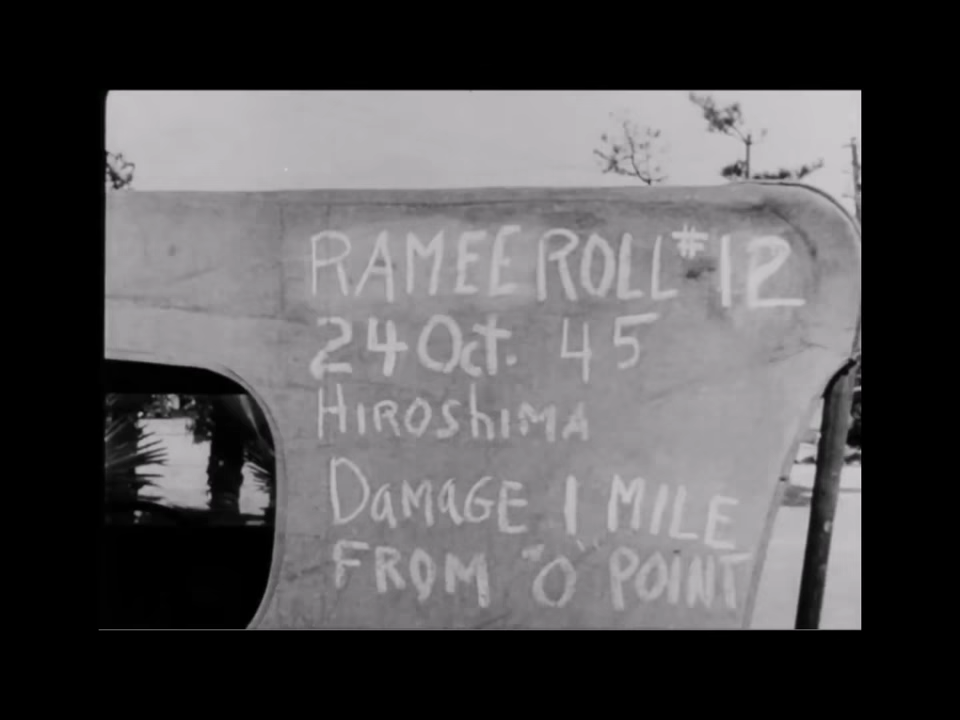 RAMEE ROLL #12
24 Oct. 45
HIROShIMA
DAMAGE 1 MILE
FROM "O" POINT